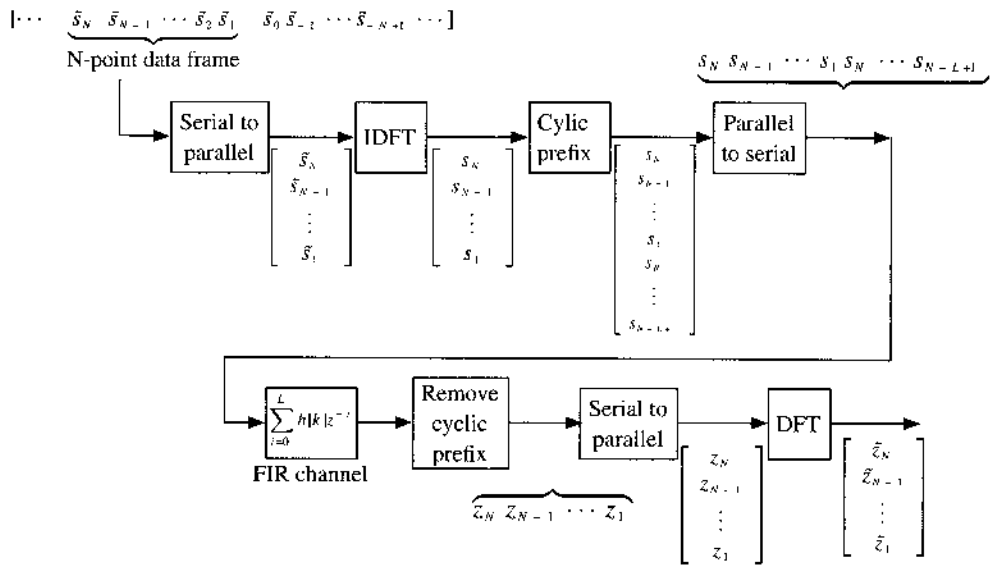 [⋯ s̃_N s̃_{N-1} ⋯ s̃_2 s̃_1 s̃_0 s̃_{-2} ⋯ s̃_{-N+2} ⋯]
N-point data frame
s_N s_{N-1} ⋯ s_1 s_N ⋯ s_{N-L+1}
Serial to
parallel
IDFT
Cylic
prefix
Parallel
to serial
s̃_N
s̃_{N-1}
⋮
s̃_1
s_N
s_{N-1}
⋮
s_1
s_N
s_{N-1}
⋮
s_1
s_N
⋮
s_{N-L+}
L
∑ h[k]z^{-i}
i=0
FIR channel
Remove
cyclic
prefix
Serial to
parallel
DFT
z_N z_{N-1} ⋯ z_1
z_N
z_{N-1}
⋮
z_1
z̃_N
z̃_{N-1}
⋮
z̃_1